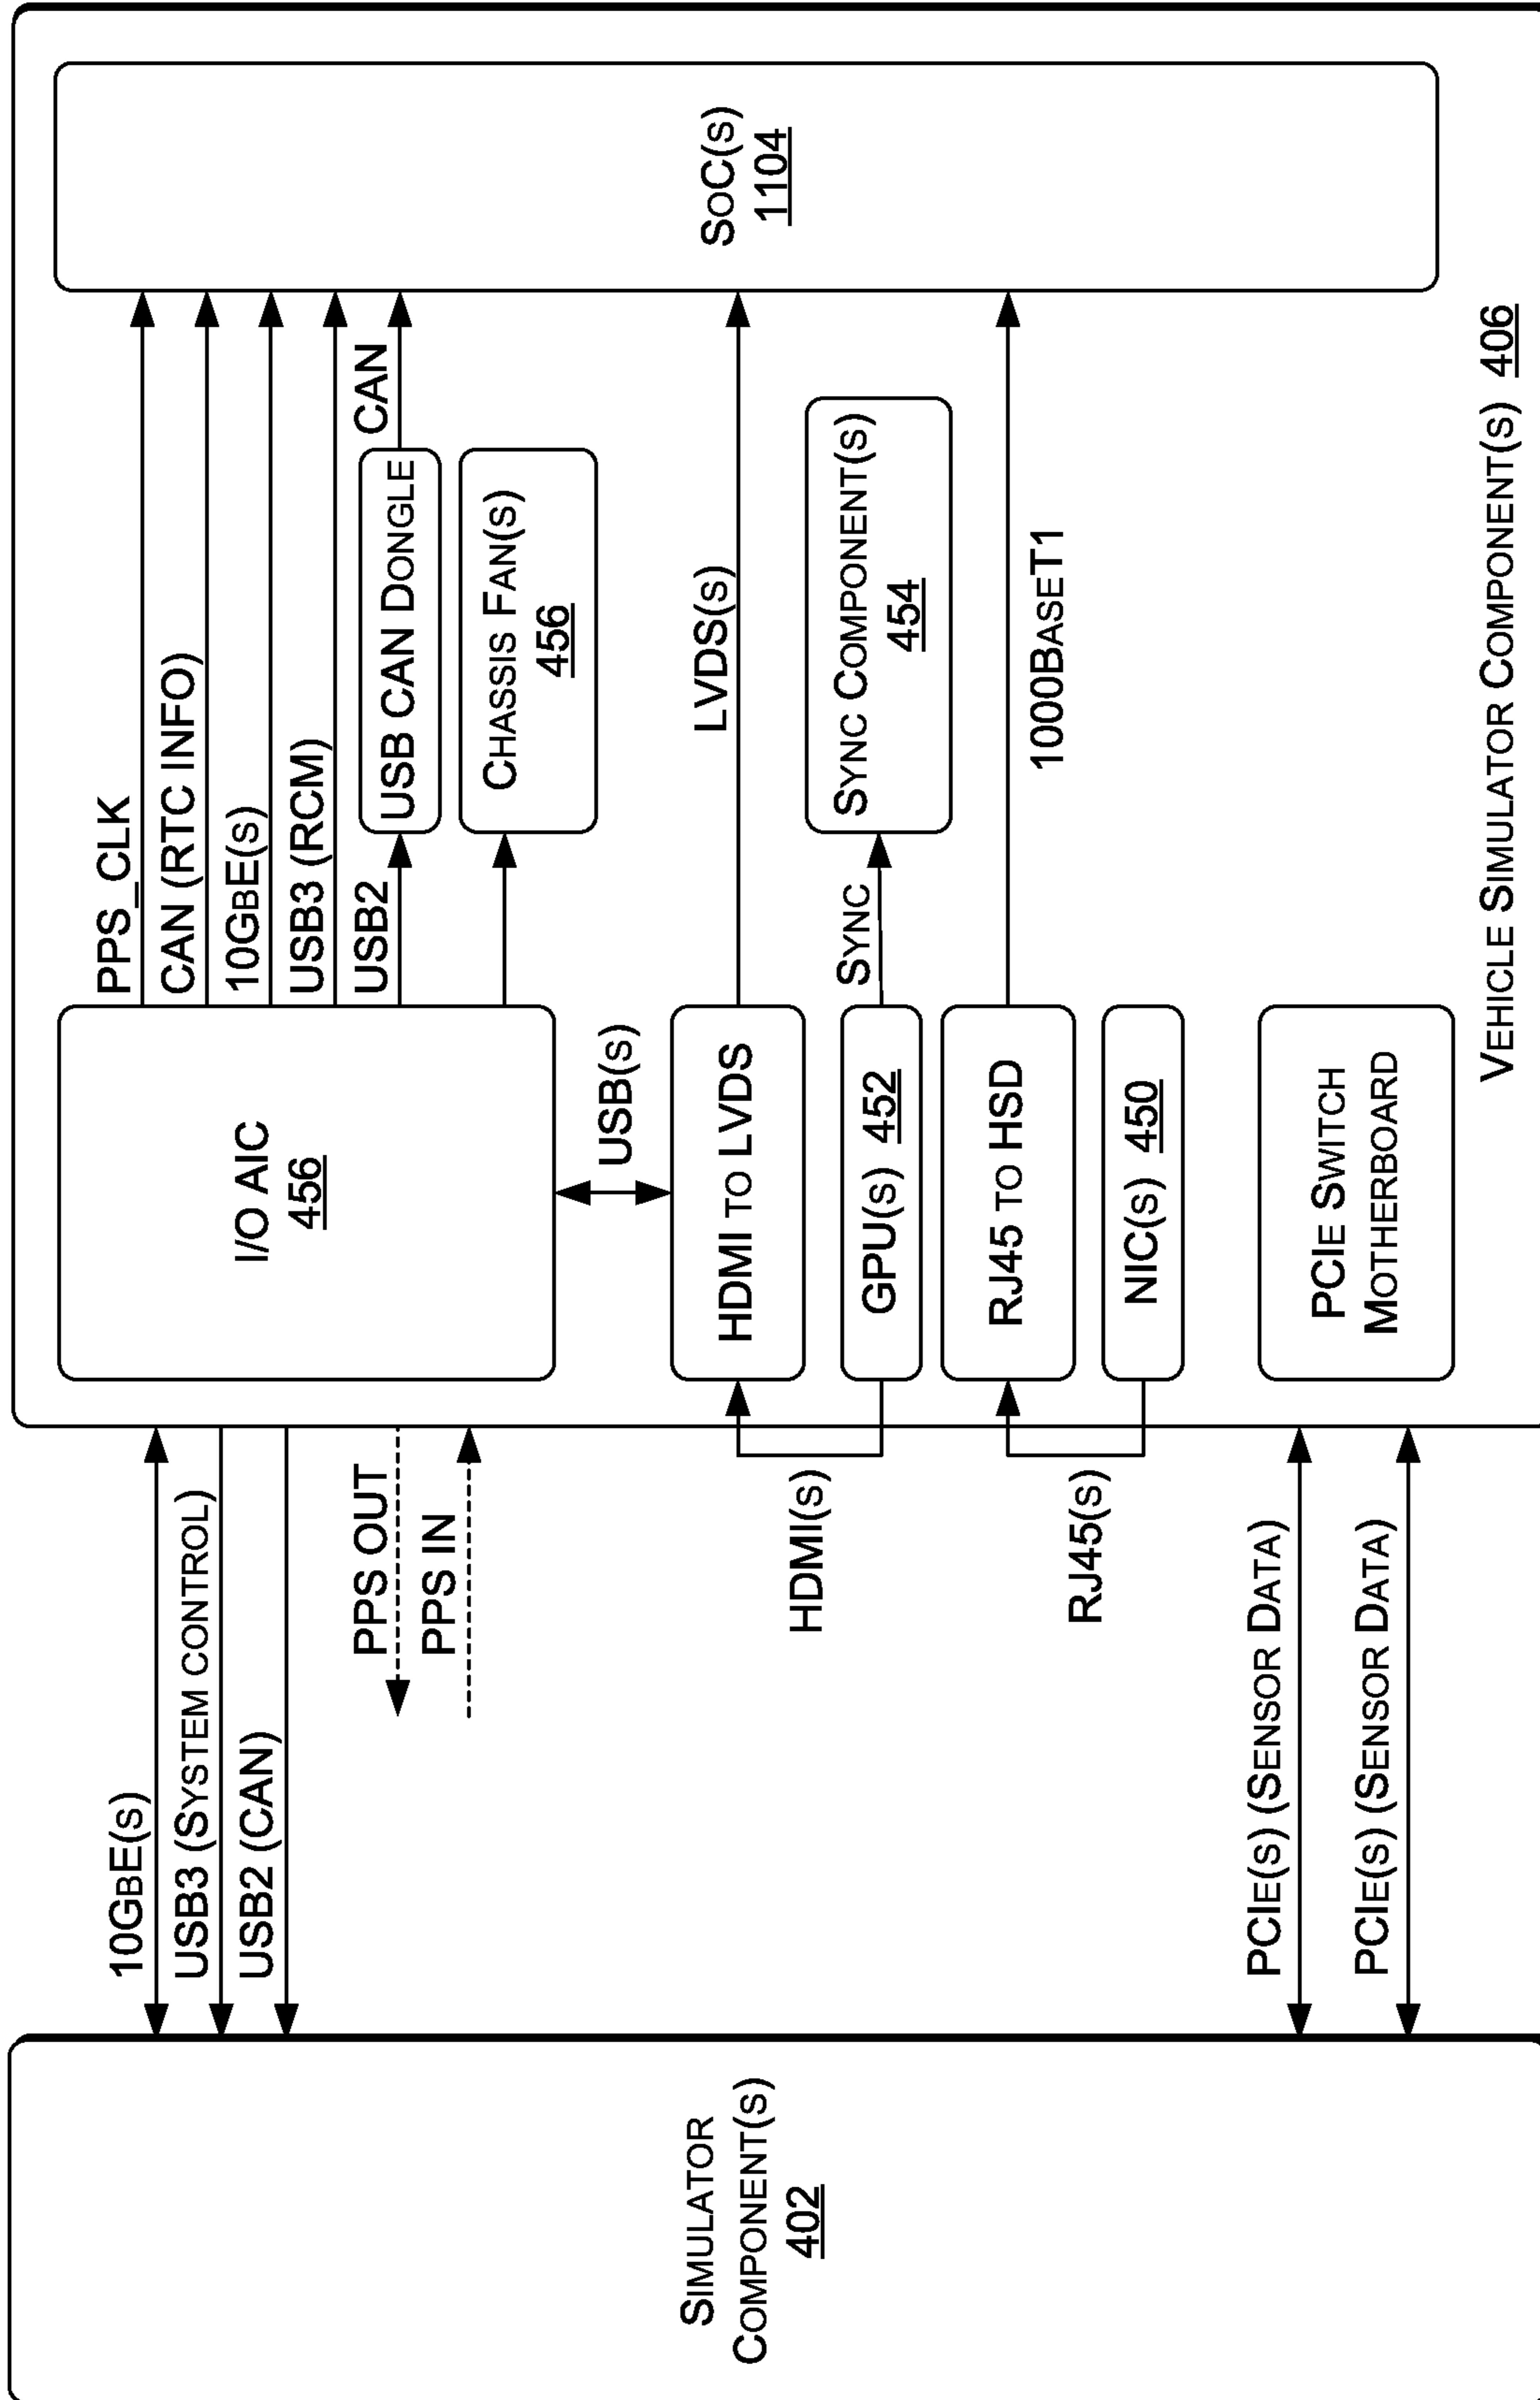 SIMULATOR
COMPONENT(S)
402
10GBE(S)
USB3 (SYSTEM CONTROL)
USB2 (CAN)
PPS OUT
PPS IN
HDMI(S)
RJ45(S)
PCIE(S) (SENSOR DATA)
PCIE(S) (SENSOR DATA)
I/O AIC
456
USB(S)
HDMI TO LVDS
GPU(S) 452
RJ45 TO HSD
NIC(S) 450
PCIE SWITCH
MOTHERBOARD
PPS_CLK
CAN (RTC INFO)
10GBE(S)
USB3 (RCM)
USB2
USB CAN DONGLE
CAN
CHASSIS FAN(S)
456
LVDS(S)
SYNC
SYNC COMPONENT(S)
454
1000BASET1
SOC(S)
1104
VEHICLE SIMULATOR COMPONENT(S) 406